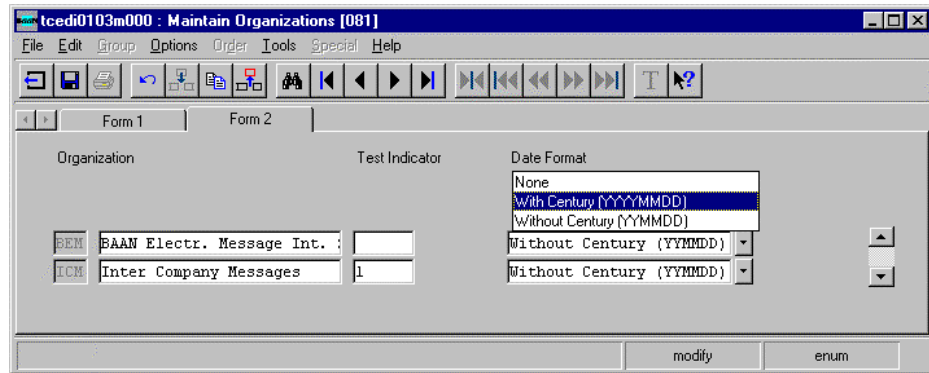 BAAN tcedi0103m000 : Maintain Organizations [081]
File Edit Group Options Order Tools Special Help
T ?
Form 1 Form 2
Organization Test Indicator Date Format
None
With Century (YYYYMMDD)
Without Century (YYMMDD)
BEM BAAN Electr. Message Int. Without Century (YYMMDD)
ICM Inter Company Messages 1 Without Century (YYMMDD)
modify enum